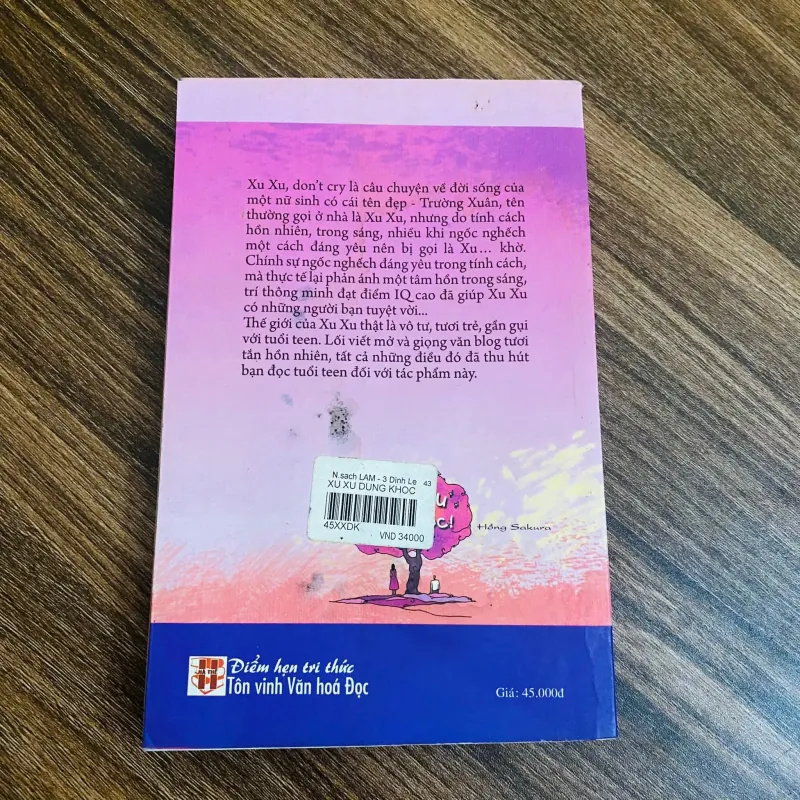 Xu Xu, don't cry là câu chuyện về đời sống của
một nữ sinh có cái tên đẹp - Trường Xuân, tên
thường gọi ở nhà là Xu Xu, nhưng do tính cách
hồn nhiên, trong sáng, nhiều khi ngốc nghếch
một cách đáng yêu nên bị gọi là Xu... khờ.
Chính sự ngốc nghếch đáng yêu trong tính cách,
mà thực tế lại phản ánh một tâm hồn trong sáng,
trí thông minh đạt điểm IQ cao đã giúp Xu Xu
có những người bạn tuyệt vời...
Thế giới của Xu Xu thật là vô tư, tươi trẻ, gần gụi
với tuổi teen. Lối viết mở và giọng văn blog tươi
tắn hồn nhiên, tất cả những điều đó đã thu hút
bạn đọc tuổi teen đối với tác phẩm này.
N.sach LAM - 3 Dinh Le 43
XU XU DUNG KHOC
45XXDK
VND 34000
Hồng Sakura
Điểm hẹn tri thức
Tôn vinh Văn hoá Đọc
Giá: 45.000đ